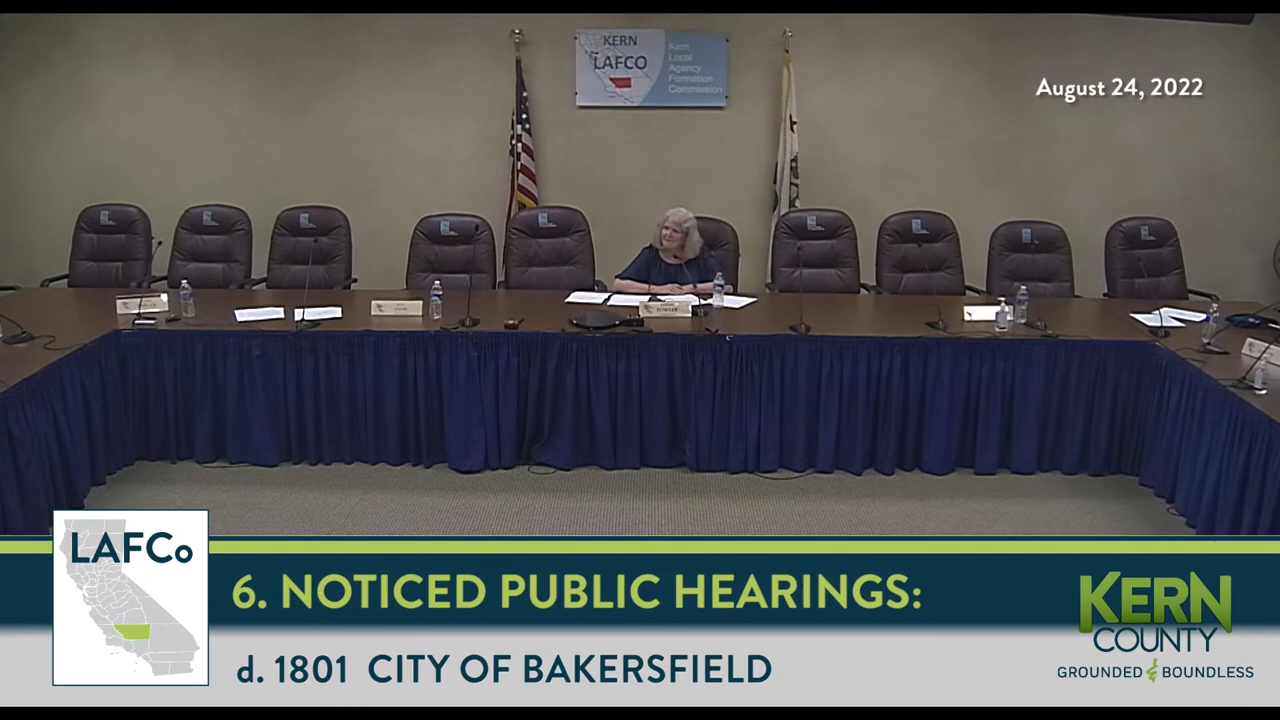 KERN
LAFCO
Kern
Local
Agency
Formation
Commission
August 24, 2022
LAFCo
6. NOTICED PUBLIC HEARINGS:
d. 1801 CITY OF BAKERSFIELD
KERN
COUNTY
GROUNDED BOUNDLESS